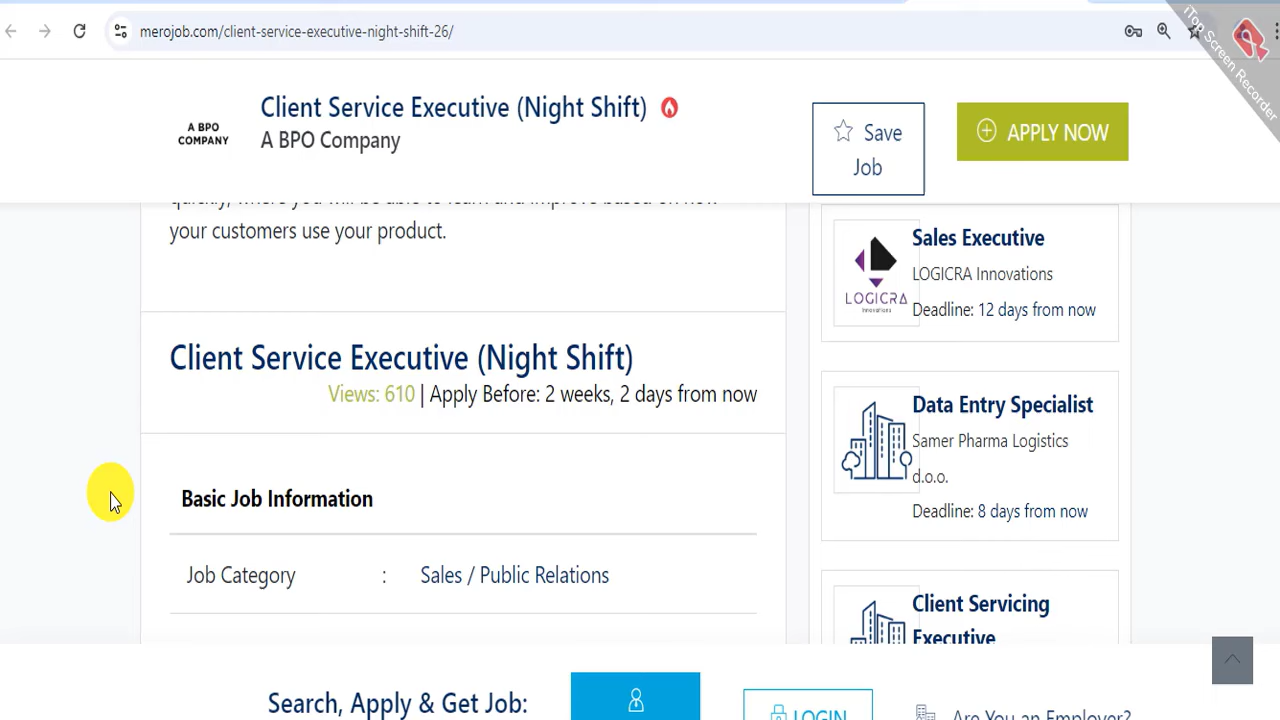 merojob.com/client-service-executive-night-shift-26/
iTop Screen Recorder
A BPO
COMPANY
Client Service Executive (Night Shift)
A BPO Company
Save
Job
APPLY NOW
your customers use your product.
Client Service Executive (Night Shift)
Views: 610 | Apply Before: 2 weeks, 2 days from now
Basic Job Information
Job Category : Sales / Public Relations
LOGICRA
Innovations
Sales Executive
LOGICRA Innovations
Deadline: 12 days from now
Data Entry Specialist
Samer Pharma Logistics
d.o.o.
Deadline: 8 days from now
Client Servicing
Executive
Search, Apply & Get Job:
LOGIN
Are You an Employer?